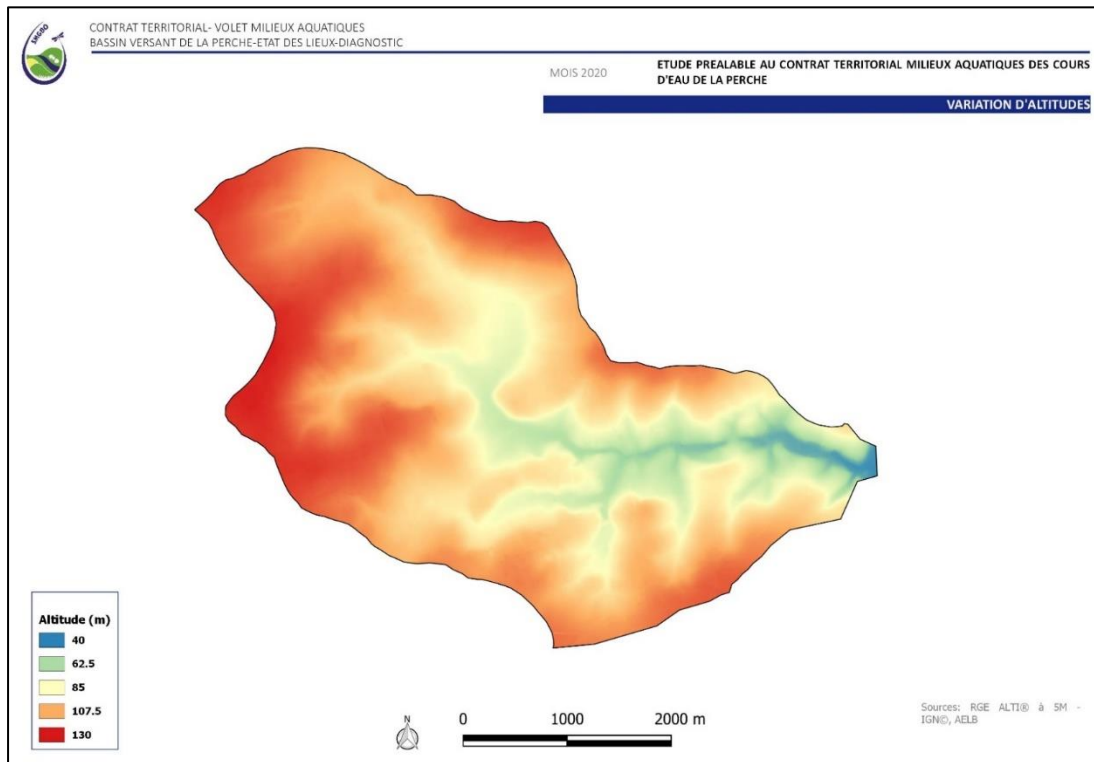 SMGBO
CONTRAT TERRITORIAL- VOLET MILIEUX AQUATIQUES
BASSIN VERSANT DE LA PERCHE-ETAT DES LIEUX-DIAGNOSTIC
MOIS 2020
ETUDE PREALABLE AU CONTRAT TERRITORIAL MILIEUX AQUATIQUES DES COURS
D'EAU DE LA PERCHE
VARIATION D'ALTITUDES
Altitude (m)
40
62.5
85
107.5
130
N
0 1000 2000 m
Sources: RGE ALTI® à 5M -
IGN©, AELB